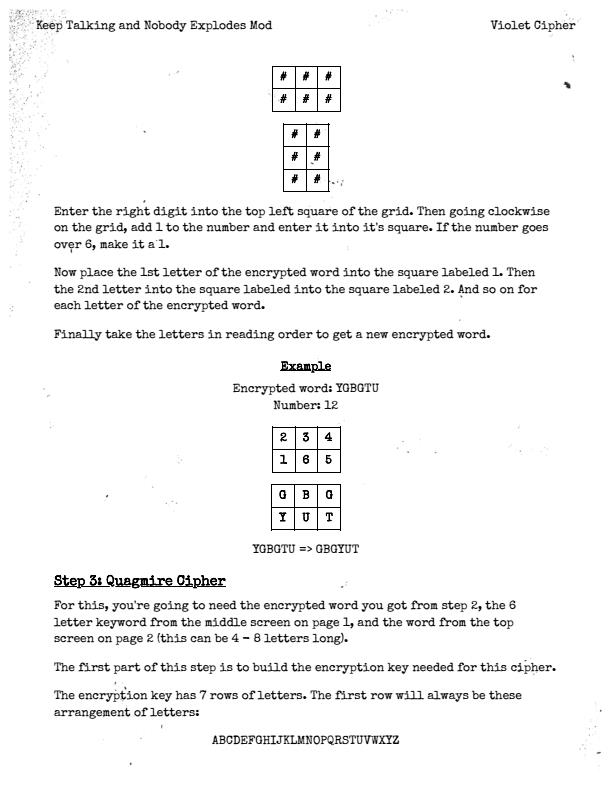 Keep Talking and Nobody Explodes Mod Violet Cipher
# # #
# # #
# #
# #
# #
Enter the right digit into the top left square of the grid. Then going clockwise
on the grid, add 1 to the number and enter it into it's square. If the number goes
over 6, make it a 1.
Now place the 1st letter of the encrypted word into the square labeled 1. Then
the 2nd letter into the square labeled into the square labeled 2. And so on for
each letter of the encrypted word.
Finally take the letters in reading order to get a new encrypted word.
Example
Encrypted word: YGBGTU
Number: 12
2 3 4
1 6 5
G B G
Y U T
YGBGTU => GBGYUT
Step 3: Quagmire Cipher
For this, you're going to need the encrypted word you got from step 2, the 6
letter keyword from the middle screen on page 1, and the word from the top
screen on page 2 (this can be 4 - 8 letters long).
The first part of this step is to build the encryption key needed for this cipher.
The encryption key has 7 rows of letters. The first row will always be these
arrangement of letters:
ABCDEFGHIJKLMNOPQRSTUVWXYZ